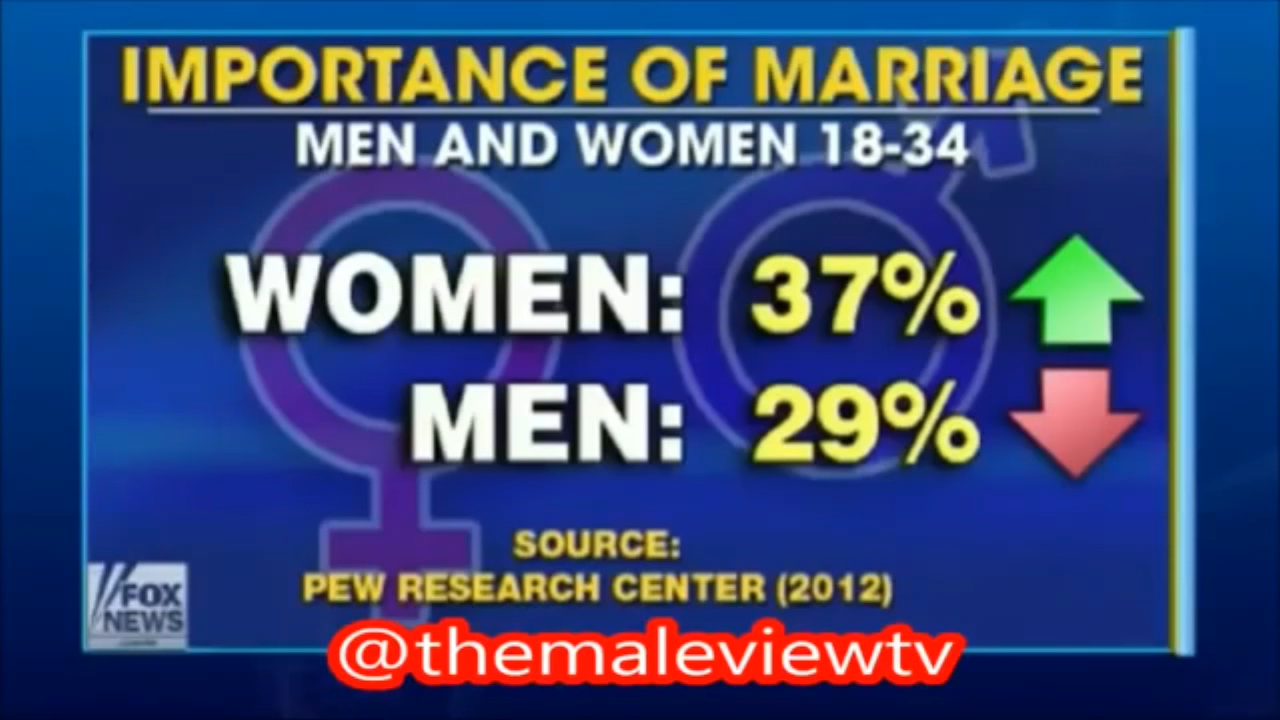 IMPORTANCE OF MARRIAGE
MEN AND WOMEN 18-34
WOMEN: 37%
MEN: 29%
SOURCE:
PEW RESEARCH CENTER (2012)
FOX
NEWS
@themaleviewtv